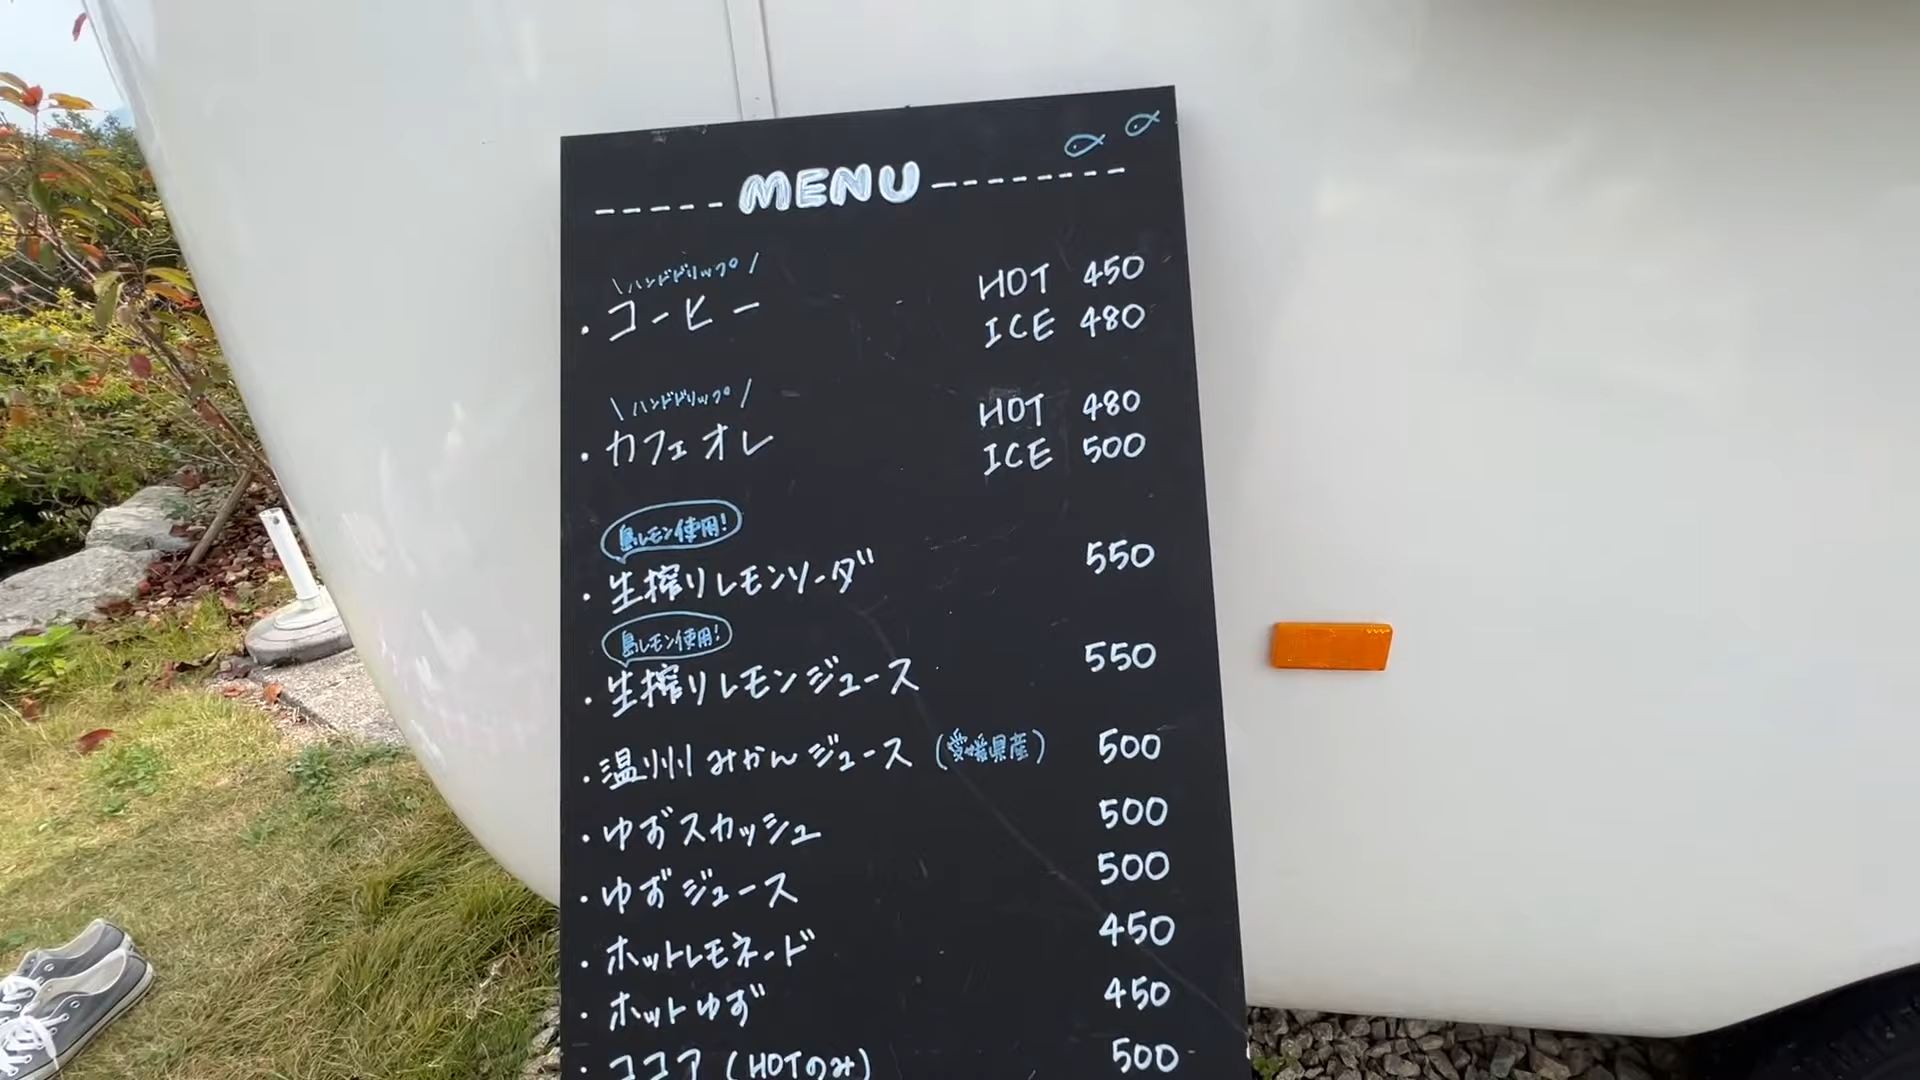 MENU
\ハンドドリップ/
・コーヒー HOT 450
ICE 480
\ハンドドリップ/
・カフェオレ HOT 480
ICE 500
島レモン使用!
・生搾りレモンソーダ 550
島レモン使用!
・生搾りレモンジュース 550
・温州みかんジュース (愛媛県産) 500
・ゆずスカッシュ 500
・ゆずジュース 500
・ホットレモネード 450
・ホットゆず 450
・ココア (HOTのみ) 500